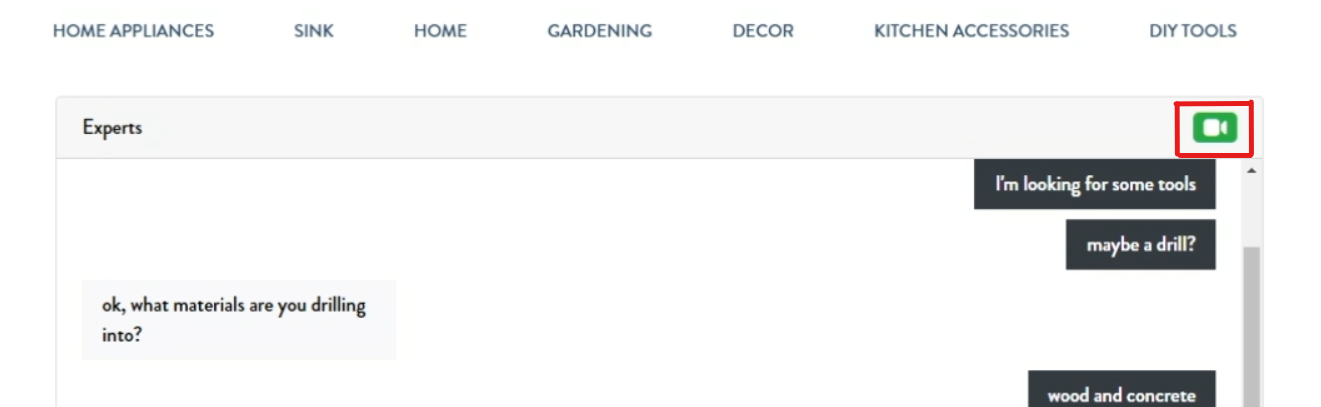 HOME APPLIANCES SINK HOME GARDENING DECOR KITCHEN ACCESSORIES DIY TOOLS
Experts
I'm looking for some tools
maybe a drill?
ok, what materials are you drilling
into?
wood and concrete